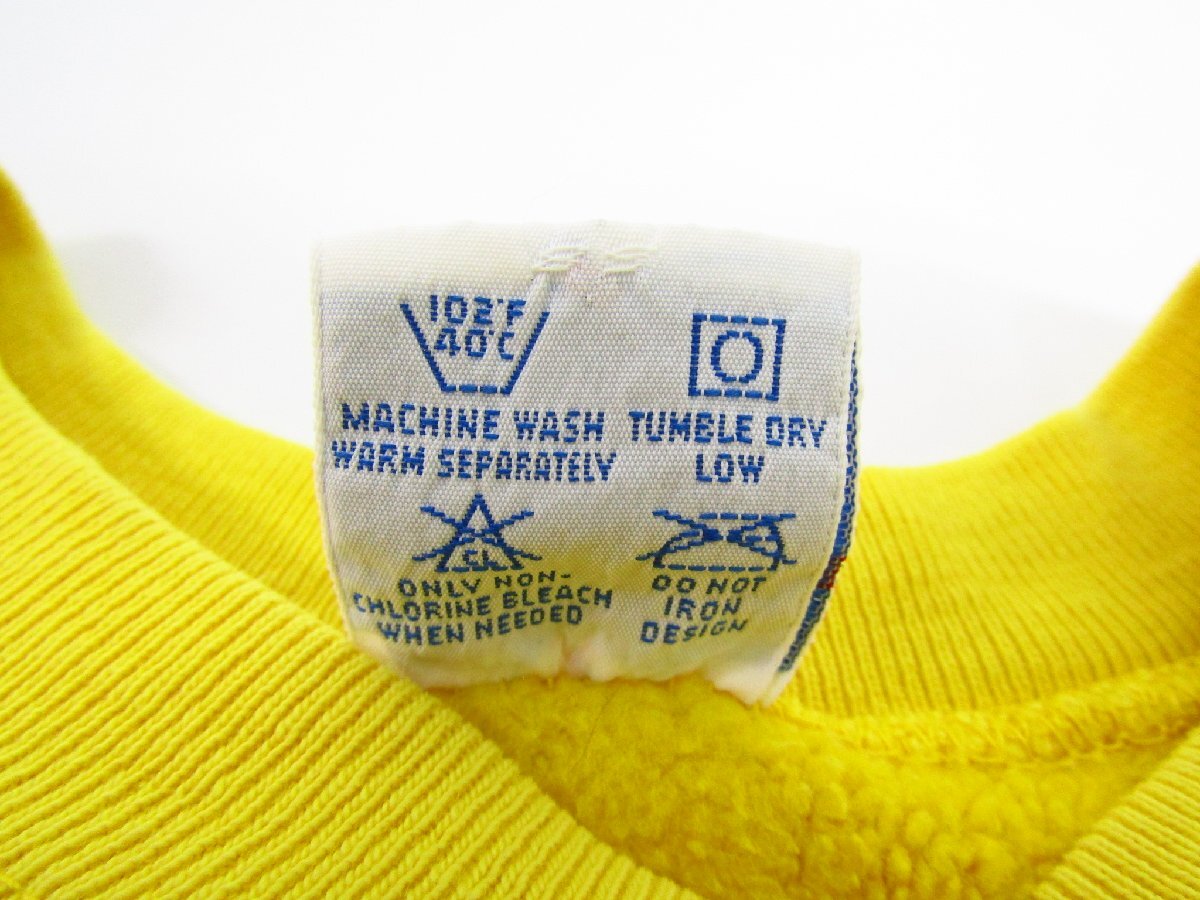 102°F
40°C
MACHINE WASH
WARM SEPARATELY
TUMBLE DRY
LOW
CL
ONLY NON-
CHLORINE BLEACH
WHEN NEEDED
DO NOT
IRON
DESIGN